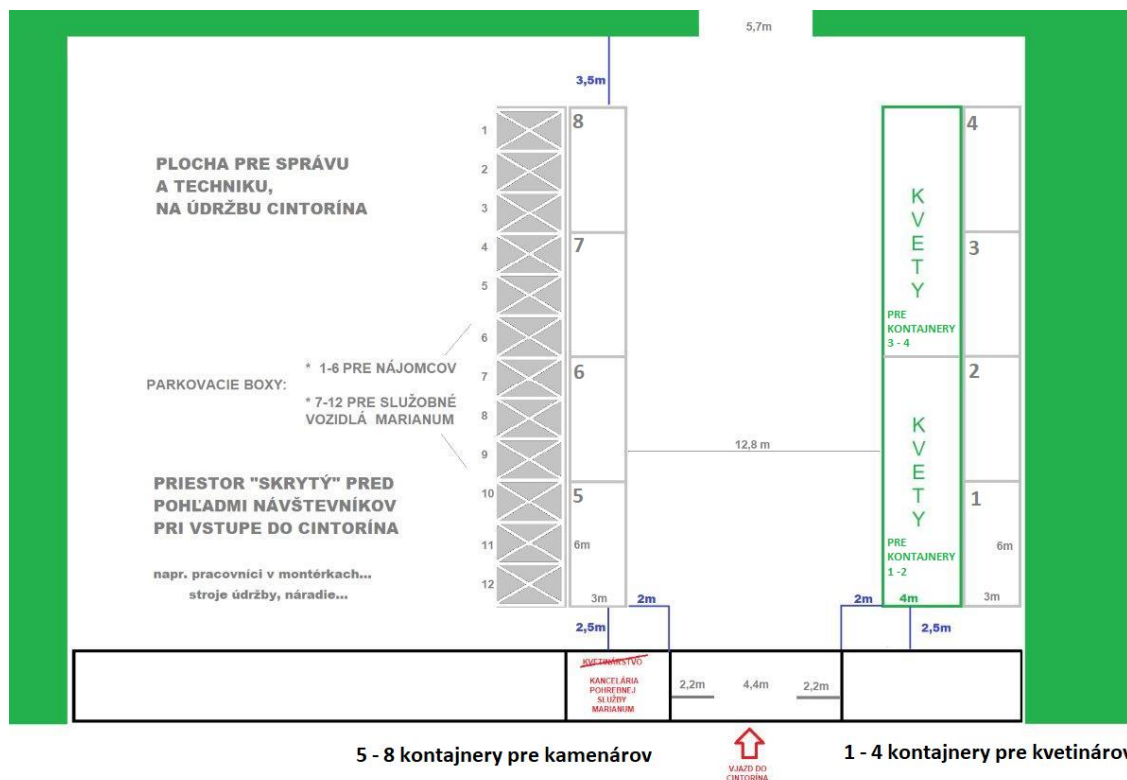 5,7m
3,5m
1
2
3
4
5
6
7
8
9
10
11
12
8
7
6
5
6m
3m
4
3
2
1
6m
3m
PLOCHA PRE SPRÁVU
A TECHNIKU,
NA ÚDRŽBU CINTORÍNA
PARKOVACIE BOXY:
* 1-6 PRE NÁJOMCOV
* 7-12 PRE SLUŽOBNÉ
VOZIDLÁ MARIANUM
PRIESTOR "SKRYTÝ" PRED
POHĽADMI NÁVŠTEVNÍKOV
PRI VSTUPE DO CINTORÍNA
napr. pracovníci v montérkach...
stroje údržby, náradie...
12,8 m
K
V
E
T
Y
PRE
KONTAJNERY
3 - 4
K
V
E
T
Y
PRE
KONTAJNERY
1 -2
4m
2m
2m
2,5m
2,5m
KVETINÁRSTVO
KANCELÁRIA
POHREBNEJ
SLUŽBY
MARIANUM
2,2m
4,4m
2,2m
5 - 8 kontajnery pre kamenárov
VJAZD DO
CINTORÍNA
1 - 4 kontajnery pre kvetinárov